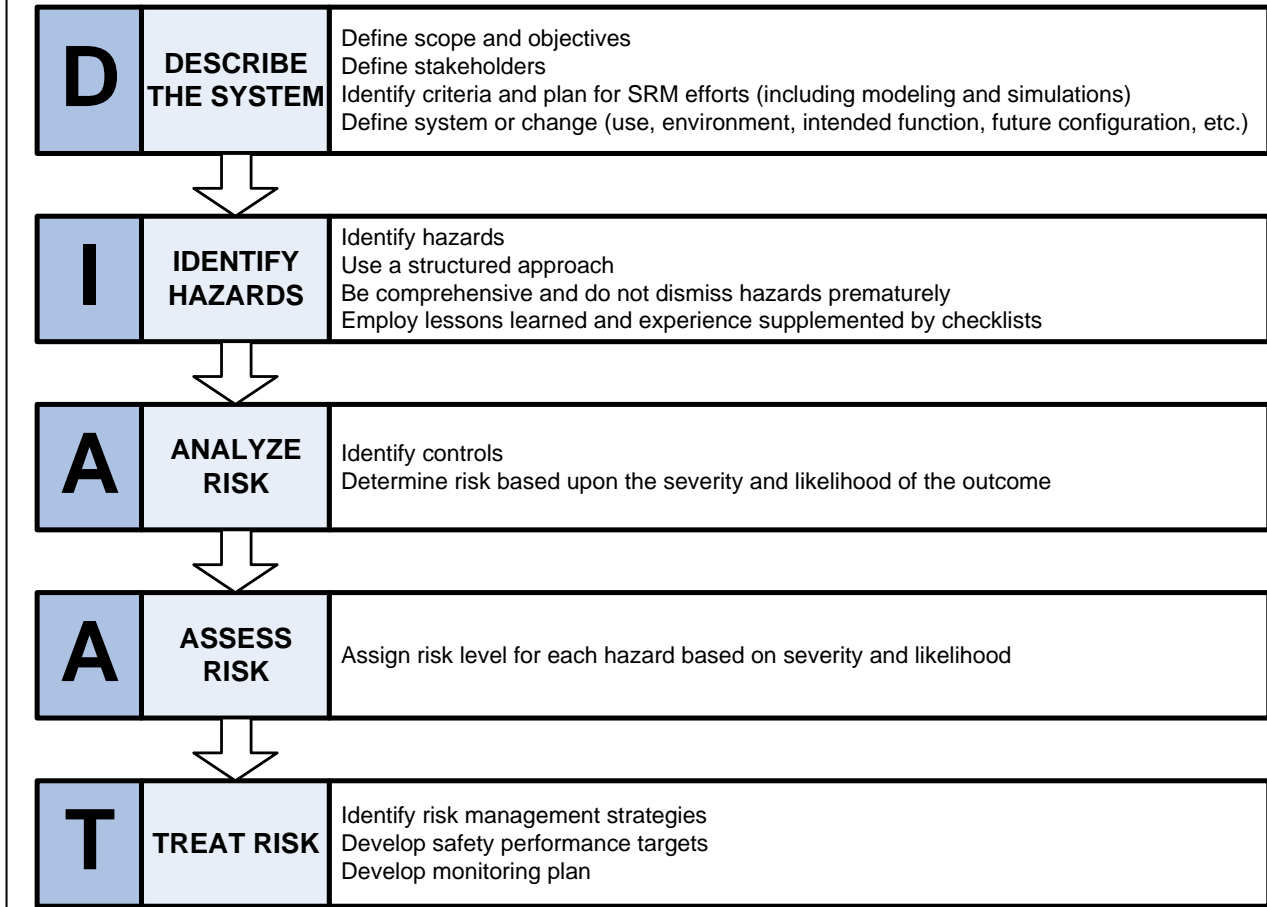 D
DESCRIBE
THE SYSTEM
Define scope and objectives
Define stakeholders
Identify criteria and plan for SRM efforts (including modeling and simulations)
Define system or change (use, environment, intended function, future configuration, etc.)
I
IDENTIFY
HAZARDS
Identify hazards
Use a structured approach
Be comprehensive and do not dismiss hazards prematurely
Employ lessons learned and experience supplemented by checklists
A
ANALYZE
RISK
Identify controls
Determine risk based upon the severity and likelihood of the outcome
A
ASSESS
RISK
Assign risk level for each hazard based on severity and likelihood
T
TREAT RISK
Identify risk management strategies
Develop safety performance targets
Develop monitoring plan